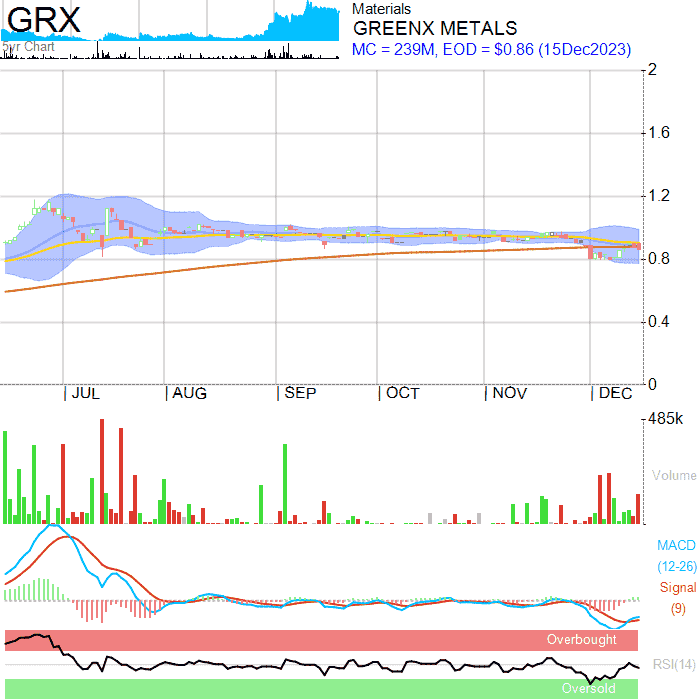 GRX
5yr Chart
Materials
GREENX METALS
MC = 239M, EOD = $0.86 (15Dec2023)
2
1.6
1.2
0.8
0.4
0
JUL
AUG
SEP
OCT
NOV
DEC
485k
Volume
MACD
(12-26)
Signal
(9)
Overbought
RSI(14)
Oversold